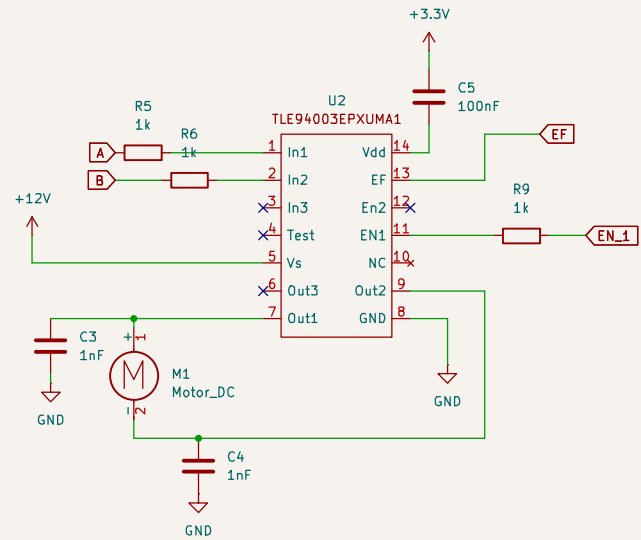 +3.3V
C5
100nF
U2
TLE94003EPXUMA1
R5
1k
R6
1k
A
B
+12V
1
In1
2
In2
3
In3
4
Test
5
Vs
6
Out3
7
Out1
Vdd
14
EF
13
En2
12
EN1
11
NC
10
Out2
9
GND
8
EF
R9
1k
EN_1
C3
1nF
GND
+
1
M
M1
Motor_DC
-
2
GND
C4
1nF
GND